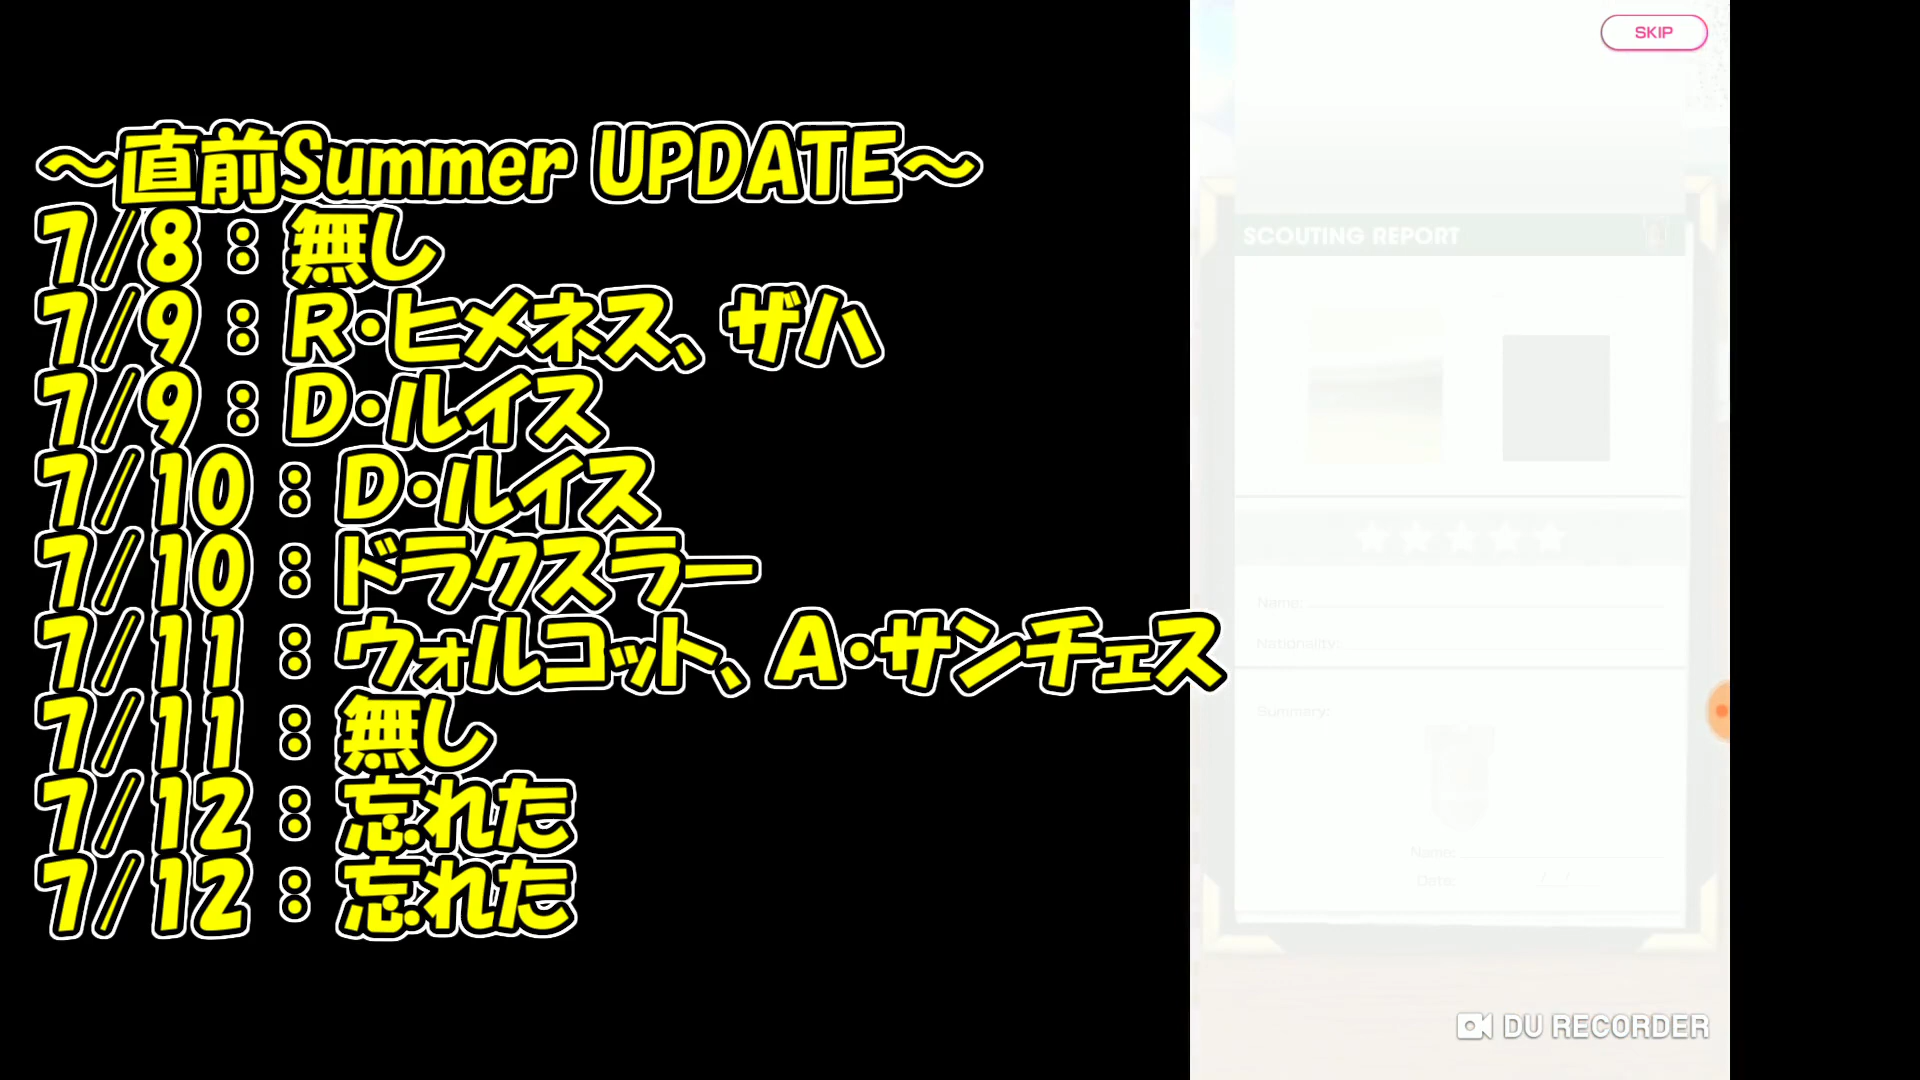 ～直前Summer UPDATE～
7/8：無し
7/9：R・ヒメネス、ザハ
7/9：D・ルイス
7/10：D・ルイス
7/10：ドラクスラー
7/11：ウォルコット、A・サンチェス
7/11：無し
7/12：忘れた
7/12：忘れた
SKIP
SCOUTING REPORT
Name:
Nationality:
Summary:
Name:
Date: / /
DU RECORDER